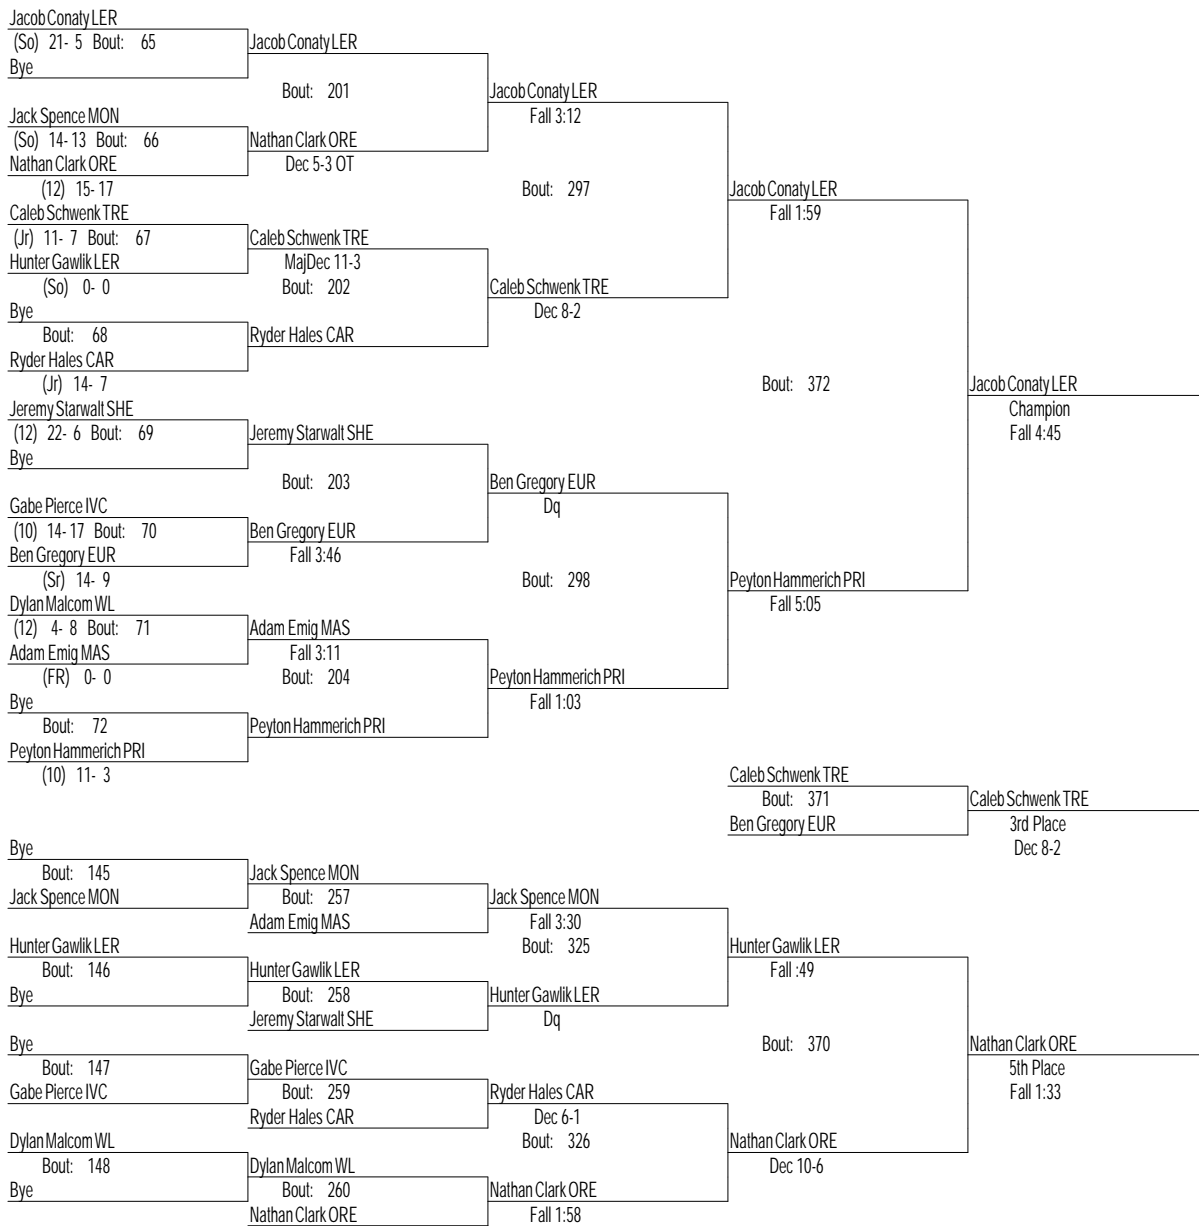 Jacob Conaty LER
(So) 21- 5 Bout: 65
Bye
Jacob Conaty LER
Bout: 201
Jack Spence MON
(So) 14- 13 Bout: 66
Nathan Clark ORE
(12) 15- 17
Nathan Clark ORE
Dec 5-3 OT
Jacob Conaty LER
Fall 3:12
Bout: 297
Caleb Schwenk TRE
(Jr) 11- 7 Bout: 67
Hunter Gawlik LER
(So) 0- 0
Caleb Schwenk TRE
MajDec 11-3
Bout: 202
Bye
Bout: 68
Ryder Hales CAR
(Jr) 14- 7
Ryder Hales CAR
Caleb Schwenk TRE
Dec 8-2
Jacob Conaty LER
Fall 1:59
Bout: 372
Jeremy Starwalt SHE
(12) 22- 6 Bout: 69
Bye
Jeremy Starwalt SHE
Bout: 203
Gabe Pierce IVC
(10) 14- 17 Bout: 70
Ben Gregory EUR
(Sr) 14- 9
Ben Gregory EUR
Fall 3:46
Ben Gregory EUR
Dq
Bout: 298
Dylan Malcom WL
(12) 4- 8 Bout: 71
Adam Emig MAS
(FR) 0- 0
Adam Emig MAS
Fall 3:11
Bout: 204
Bye
Bout: 72
Peyton Hammerich PRI
(10) 11- 3
Peyton Hammerich PRI
Peyton Hammerich PRI
Fall 1:03
Peyton Hammerich PRI
Fall 5:05
Jacob Conaty LER
Champion
Fall 4:45
Caleb Schwenk TRE
Bout: 371
Ben Gregory EUR
Caleb Schwenk TRE
3rd Place
Dec 8-2
Bye
Bout: 145
Jack Spence MON
Jack Spence MON
Bout: 257
Adam Emig MAS
Jack Spence MON
Fall 3:30
Bout: 325
Hunter Gawlik LER
Bout: 146
Bye
Hunter Gawlik LER
Bout: 258
Jeremy Starwalt SHE
Hunter Gawlik LER
Dq
Hunter Gawlik LER
Fall :49
Bout: 370
Bye
Bout: 147
Gabe Pierce IVC
Gabe Pierce IVC
Bout: 259
Ryder Hales CAR
Ryder Hales CAR
Dec 6-1
Bout: 326
Dylan Malcom WL
Bout: 148
Bye
Dylan Malcom WL
Bout: 260
Nathan Clark ORE
Nathan Clark ORE
Fall 1:58
Nathan Clark ORE
Dec 10-6
Nathan Clark ORE
5th Place
Fall 1:33